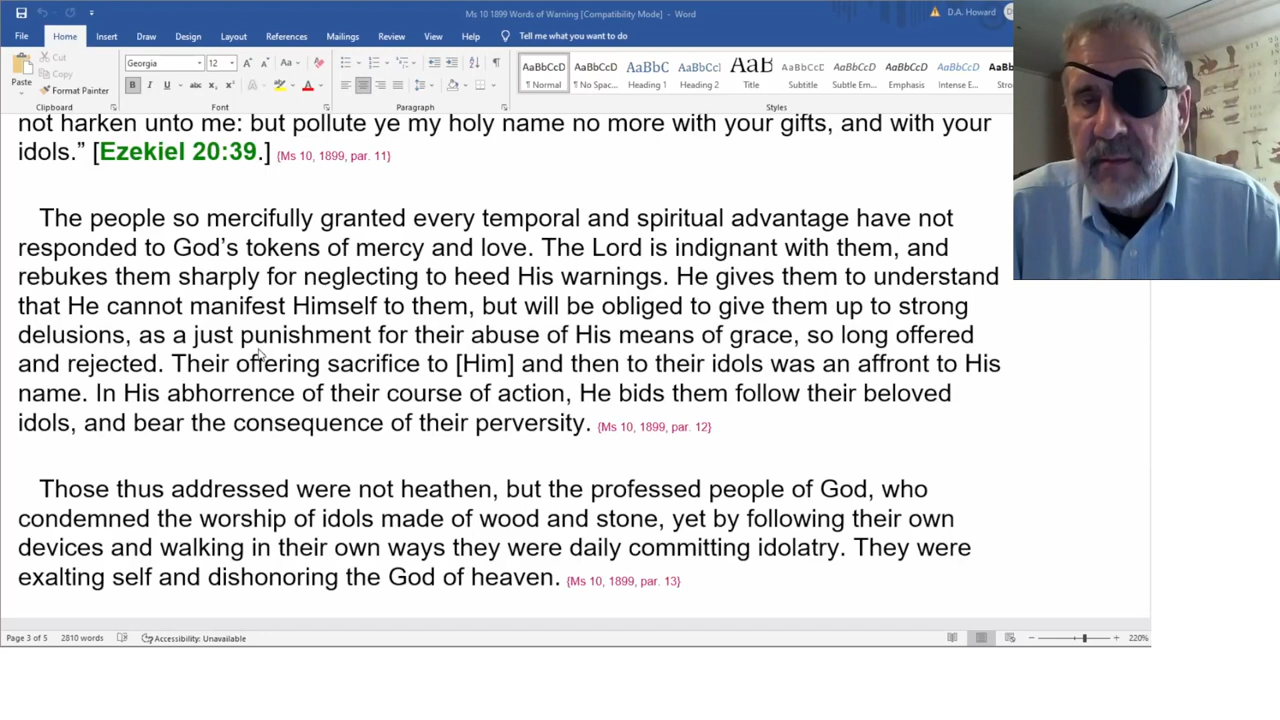 Ms 10 1899 Words of Warning [Compatibility Mode] - Word
D.A. Howard
File Home Insert Draw Design Layout References Mailings Review View Help Tell me what you want to do
Paste
Cut
Copy
Format Painter
Clipboard
Georgia 12
Aa
B I U abc x₂ x² A
Font
Paragraph
AaBbCcD AaBbCcD AaBbC AaBbCc AaB AaBbCcD AaBbCcD AaBbCcD AaBbCcD AaBb
¶ Normal ¶ No Spac... Heading 1 Heading 2 Title Subtitle Subtle Em... Emphasis Intense E... Stro
Styles
not harken unto me: but pollute ye my holy name no more with your gifts, and with your
idols.” [Ezekiel 20:39.] {Ms 10, 1899, par. 11}
The people so mercifully granted every temporal and spiritual advantage have not
responded to God’s tokens of mercy and love. The Lord is indignant with them, and
rebukes them sharply for neglecting to heed His warnings. He gives them to understand
that He cannot manifest Himself to them, but will be obliged to give them up to strong
delusions, as a just punishment for their abuse of His means of grace, so long offered
and rejected. Their offering sacrifice to [Him] and then to their idols was an affront to His
name. In His abhorrence of their course of action, He bids them follow their beloved
idols, and bear the consequence of their perversity. {Ms 10, 1899, par. 12}
Those thus addressed were not heathen, but the professed people of God, who
condemned the worship of idols made of wood and stone, yet by following their own
devices and walking in their own ways they were daily committing idolatry. They were
exalting self and dishonoring the God of heaven. {Ms 10, 1899, par. 13}
Page 3 of 5 2810 words Accessibility: Unavailable 220%